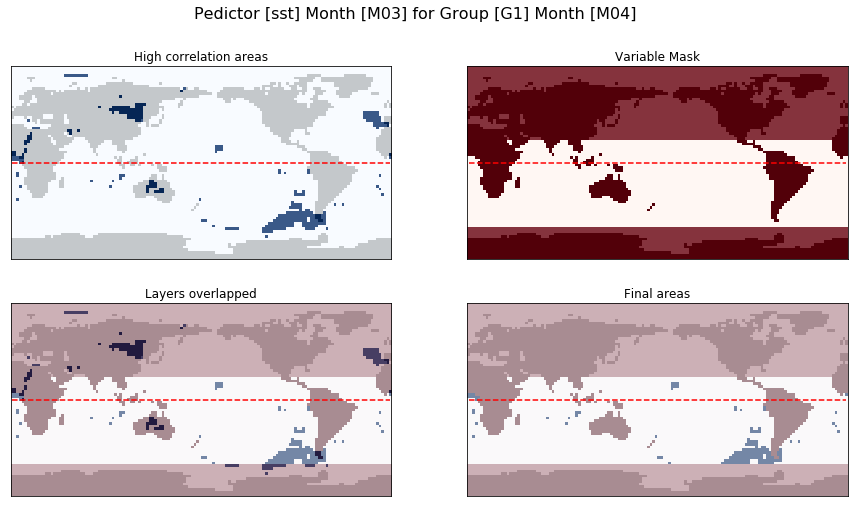 Pedictor [sst] Month [M03] for Group [G1] Month [M04]
High correlation areas
Variable Mask
Layers overlapped
Final areas